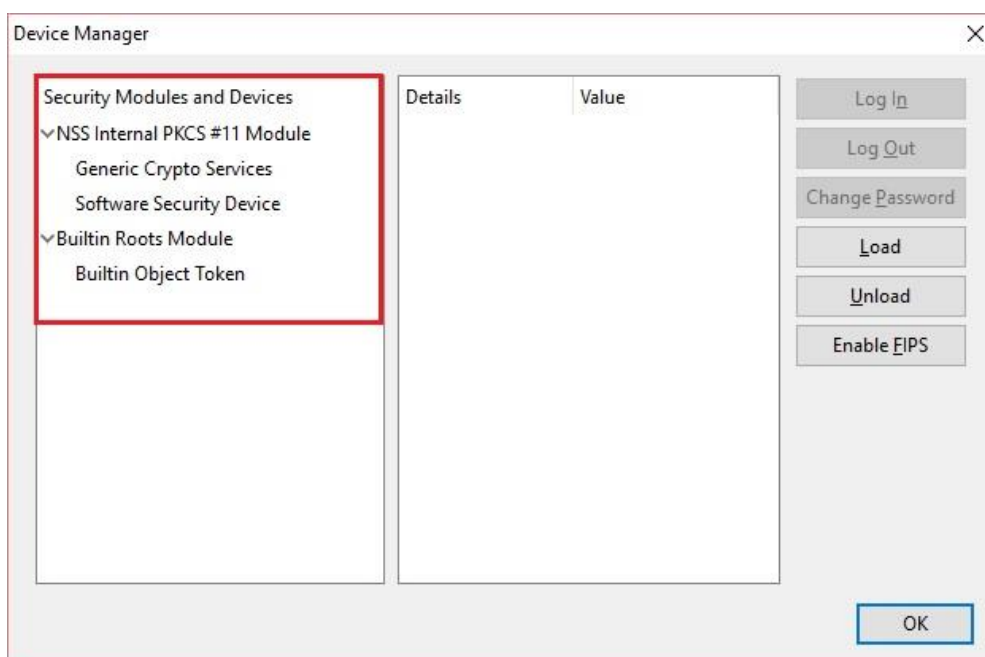 Device Manager
Security Modules and Devices
NSS Internal PKCS #11 Module
Generic Crypto Services
Software Security Device
Builtin Roots Module
Builtin Object Token
Details Value
Log In
Log Out
Change Password
Load
Unload
Enable FIPS
OK